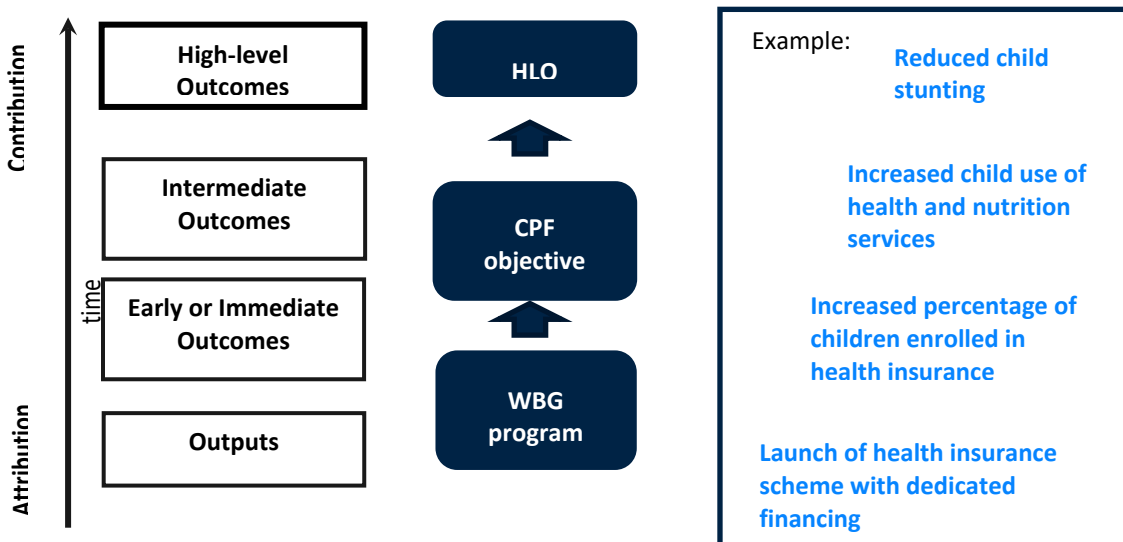 Contribution
time
Attribution
High-level
Outcomes
Intermediate
Outcomes
Early or Immediate
Outcomes
Outputs
HLO
CPF
objective
WBG
program
Example:
Reduced child
stunting
Increased child use of
health and nutrition
services
Increased percentage of
children enrolled in
health insurance
Launch of health insurance
scheme with dedicated
financing